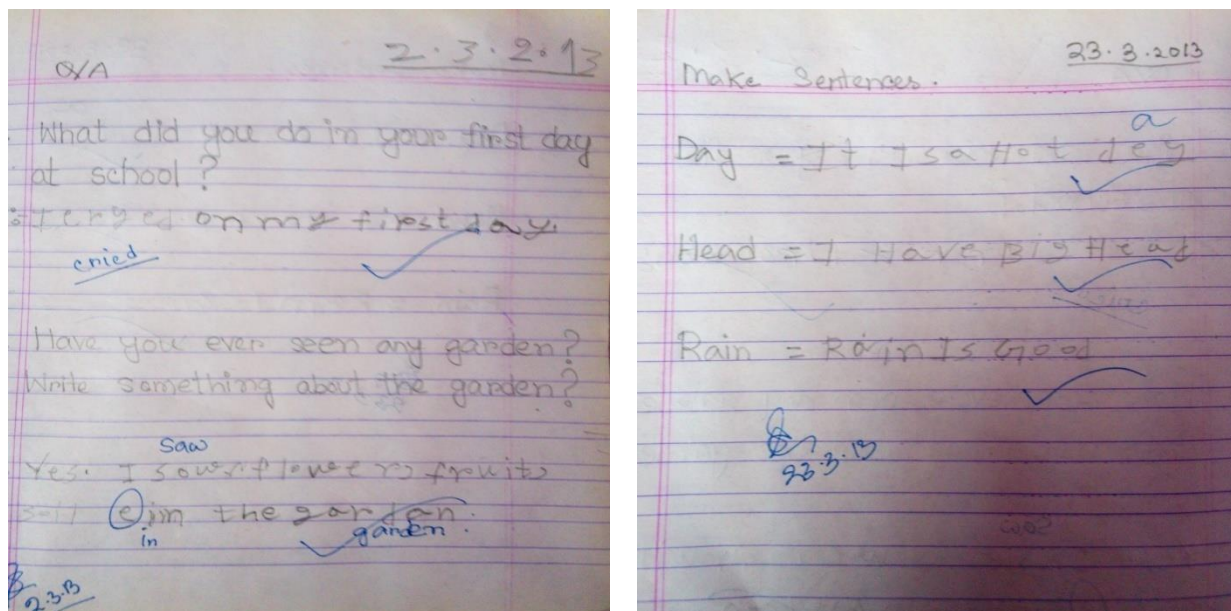 2.3.2.13
Q/A
What did you do in your first day
at school?
on my first day.
cried
Have you ever seen any garden?
Write something about the garden?
saw
Yes. I sow flowers fruits
e im the gardan.
in garden.
2.3.13
23.3.2013
Make Sentences.
a
Day = It Is a Hot dey
Head = I Have Big Head
Rain = Rain Is Good
23.3.13